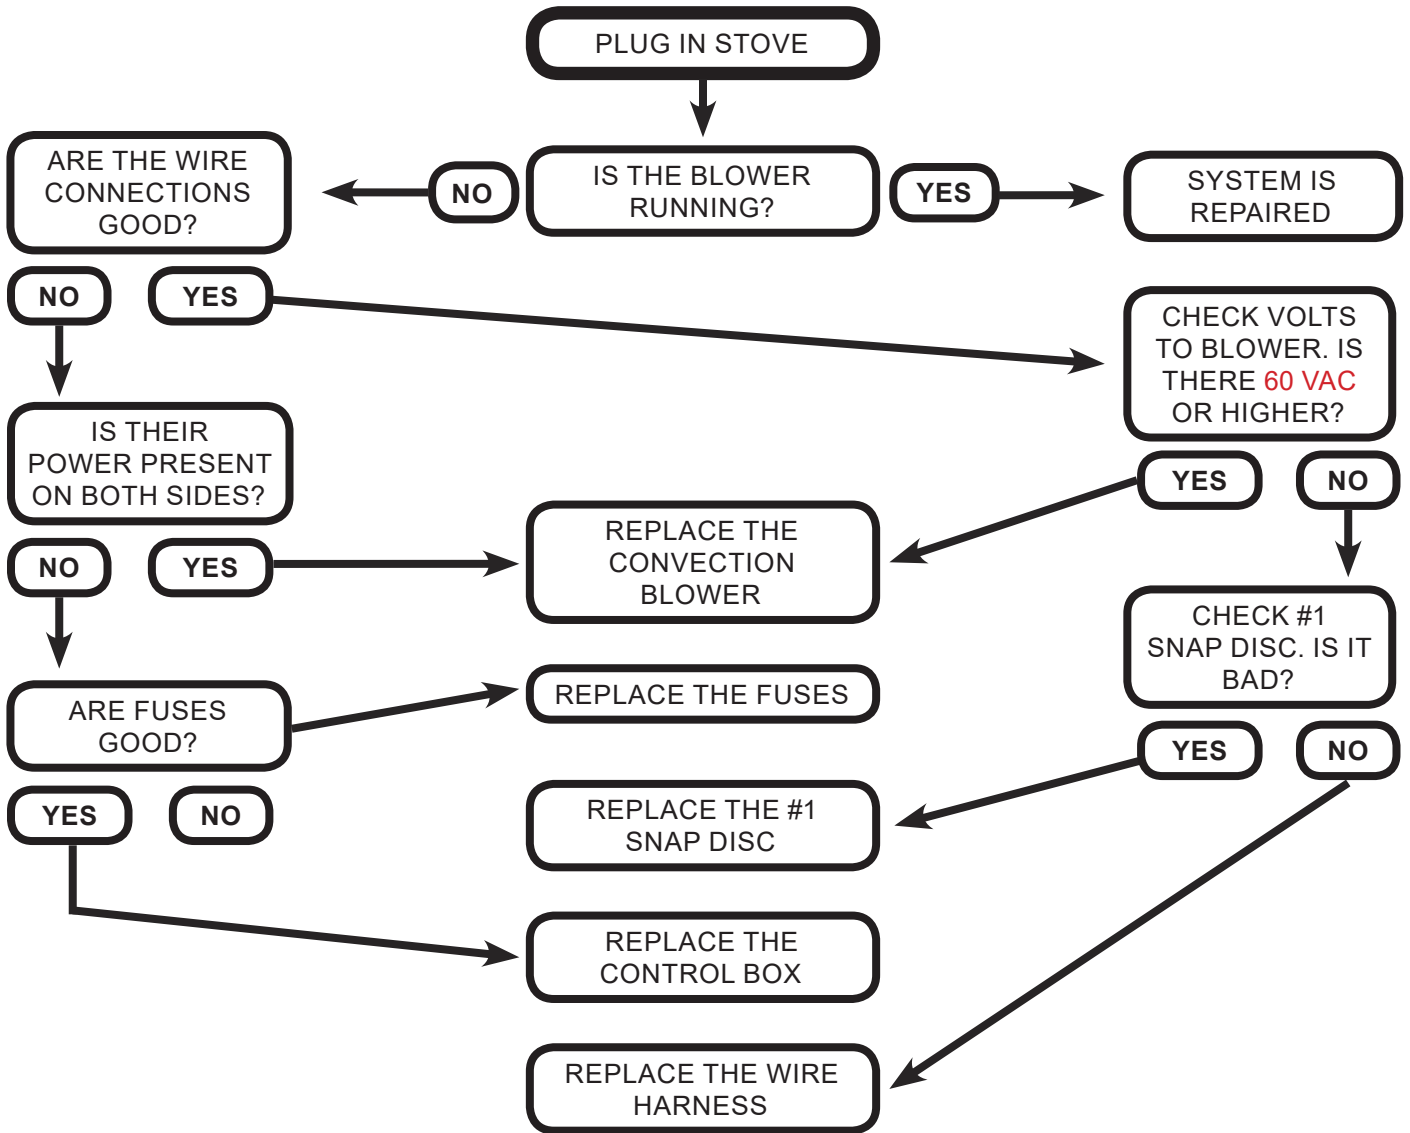 PLUG IN STOVE
IS THE BLOWER
RUNNING?
NO
YES
SYSTEM IS
REPAIRED
ARE THE WIRE
CONNECTIONS
GOOD?
NO
YES
CHECK VOLTS
TO BLOWER. IS
THERE 60 VAC
OR HIGHER?
YES
NO
IS THEIR
POWER PRESENT
ON BOTH SIDES?
NO
YES
REPLACE THE
CONVECTION
BLOWER
CHECK #1
SNAP DISC. IS IT
BAD?
YES
NO
ARE FUSES
GOOD?
YES
NO
REPLACE THE FUSES
REPLACE THE #1
SNAP DISC
REPLACE THE
CONTROL BOX
REPLACE THE WIRE
HARNESS